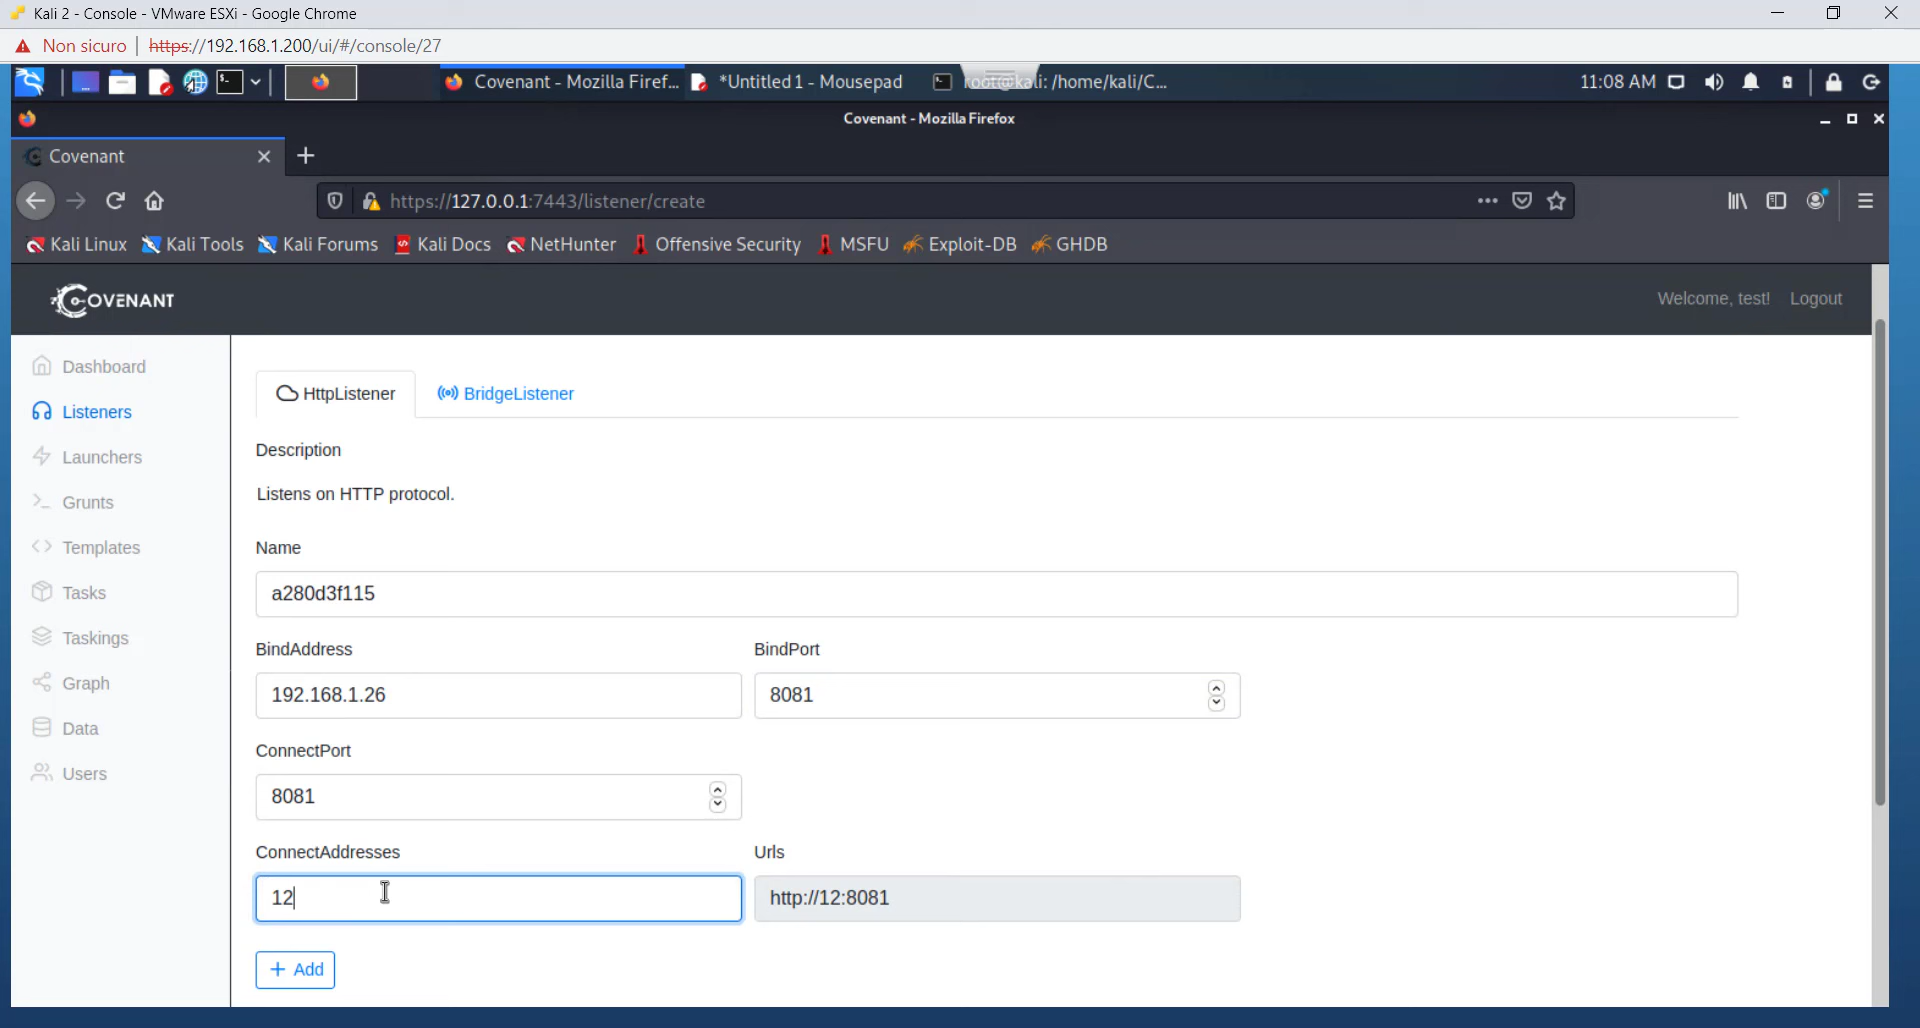 Kali 2 - Console - VMware ESXi - Google Chrome
Non sicuro | https://192.168.1.200/ui/#/console/27
Covenant - Mozilla Firef... *Untitled 1 - Mousepad root@kali: /home/kali/C... 11:08 AM
Covenant - Mozilla Firefox
Covenant
https://127.0.0.1:7443/listener/create
Kali Linux Kali Tools Kali Forums Kali Docs NetHunter Offensive Security MSFU Exploit-DB GHDB
COVENANT Welcome, test! Logout
Dashboard
Listeners
Launchers
Grunts
Templates
Tasks
Taskings
Graph
Data
Users
HttpListener BridgeListener
Description
Listens on HTTP protocol.
Name
a280d3f115
BindAddress BindPort
192.168.1.26 8081
ConnectPort
8081
ConnectAddresses Urls
12 http://12:8081
+ Add